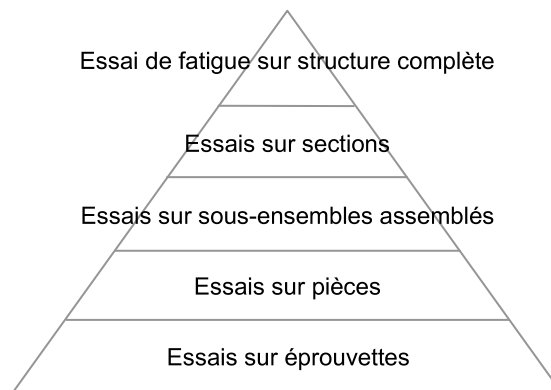 Essai de fatigue sur structure complète
Essais sur sections
Essais sur sous-ensembles assemblés
Essais sur pièces
Essais sur éprouvettes